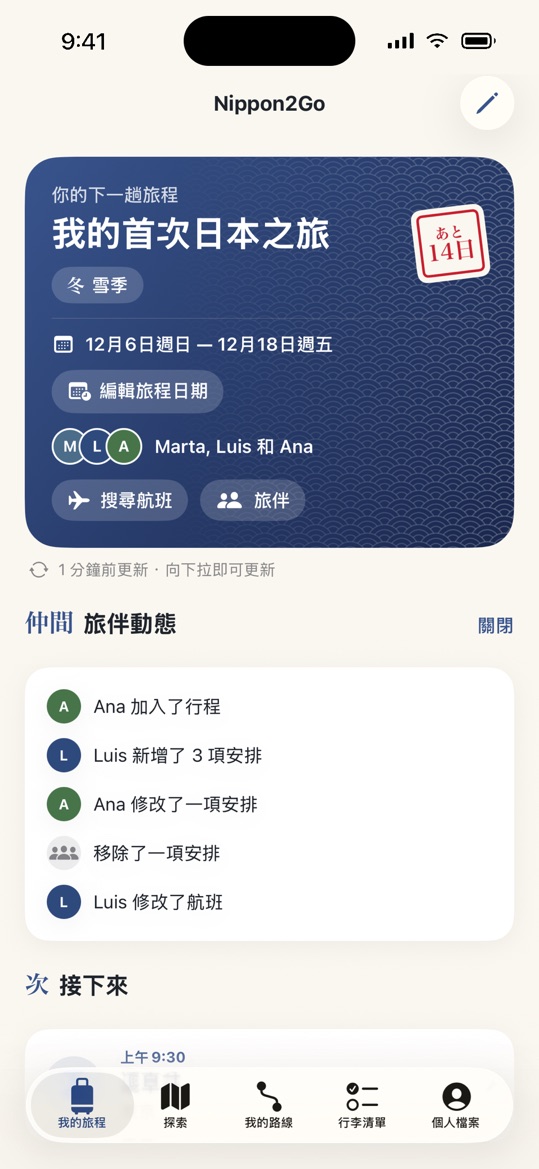 9:41
Nippon2Go
你的下一趟旅程
我的首次日本之旅
あと
14日
冬 雪季
12月6日週日 — 12月18日週五
編輯旅程日期
M L A Marta, Luis 和 Ana
搜尋航班 旅伴
1 分鐘前更新 · 向下拉即可更新
仲間 旅伴動態 關閉
A Ana 加入了行程
L Luis 新增了 3 項安排
A Ana 修改了一項安排
移除了一項安排
L Luis 修改了航班
次 接下來
上午 9:30
我的旅程 探索 我的路線 行李清單 個人檔案